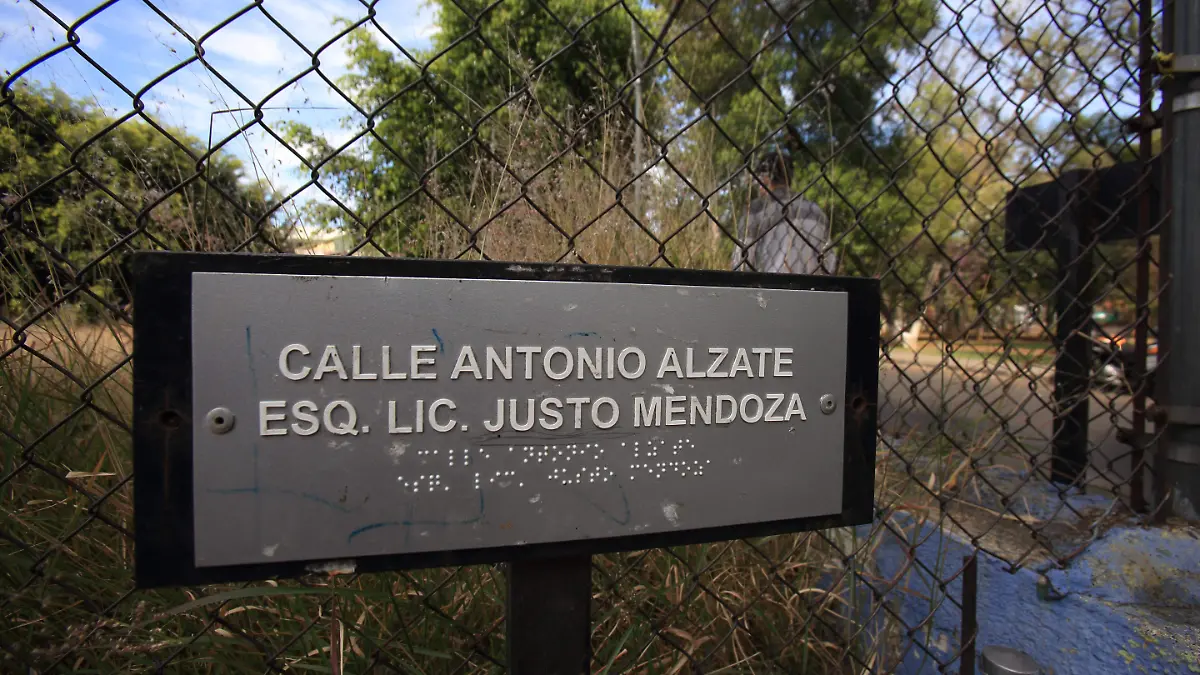 CALLE ANTONIO ALZATE
ESQ. LIC. JUSTO MENDOZA